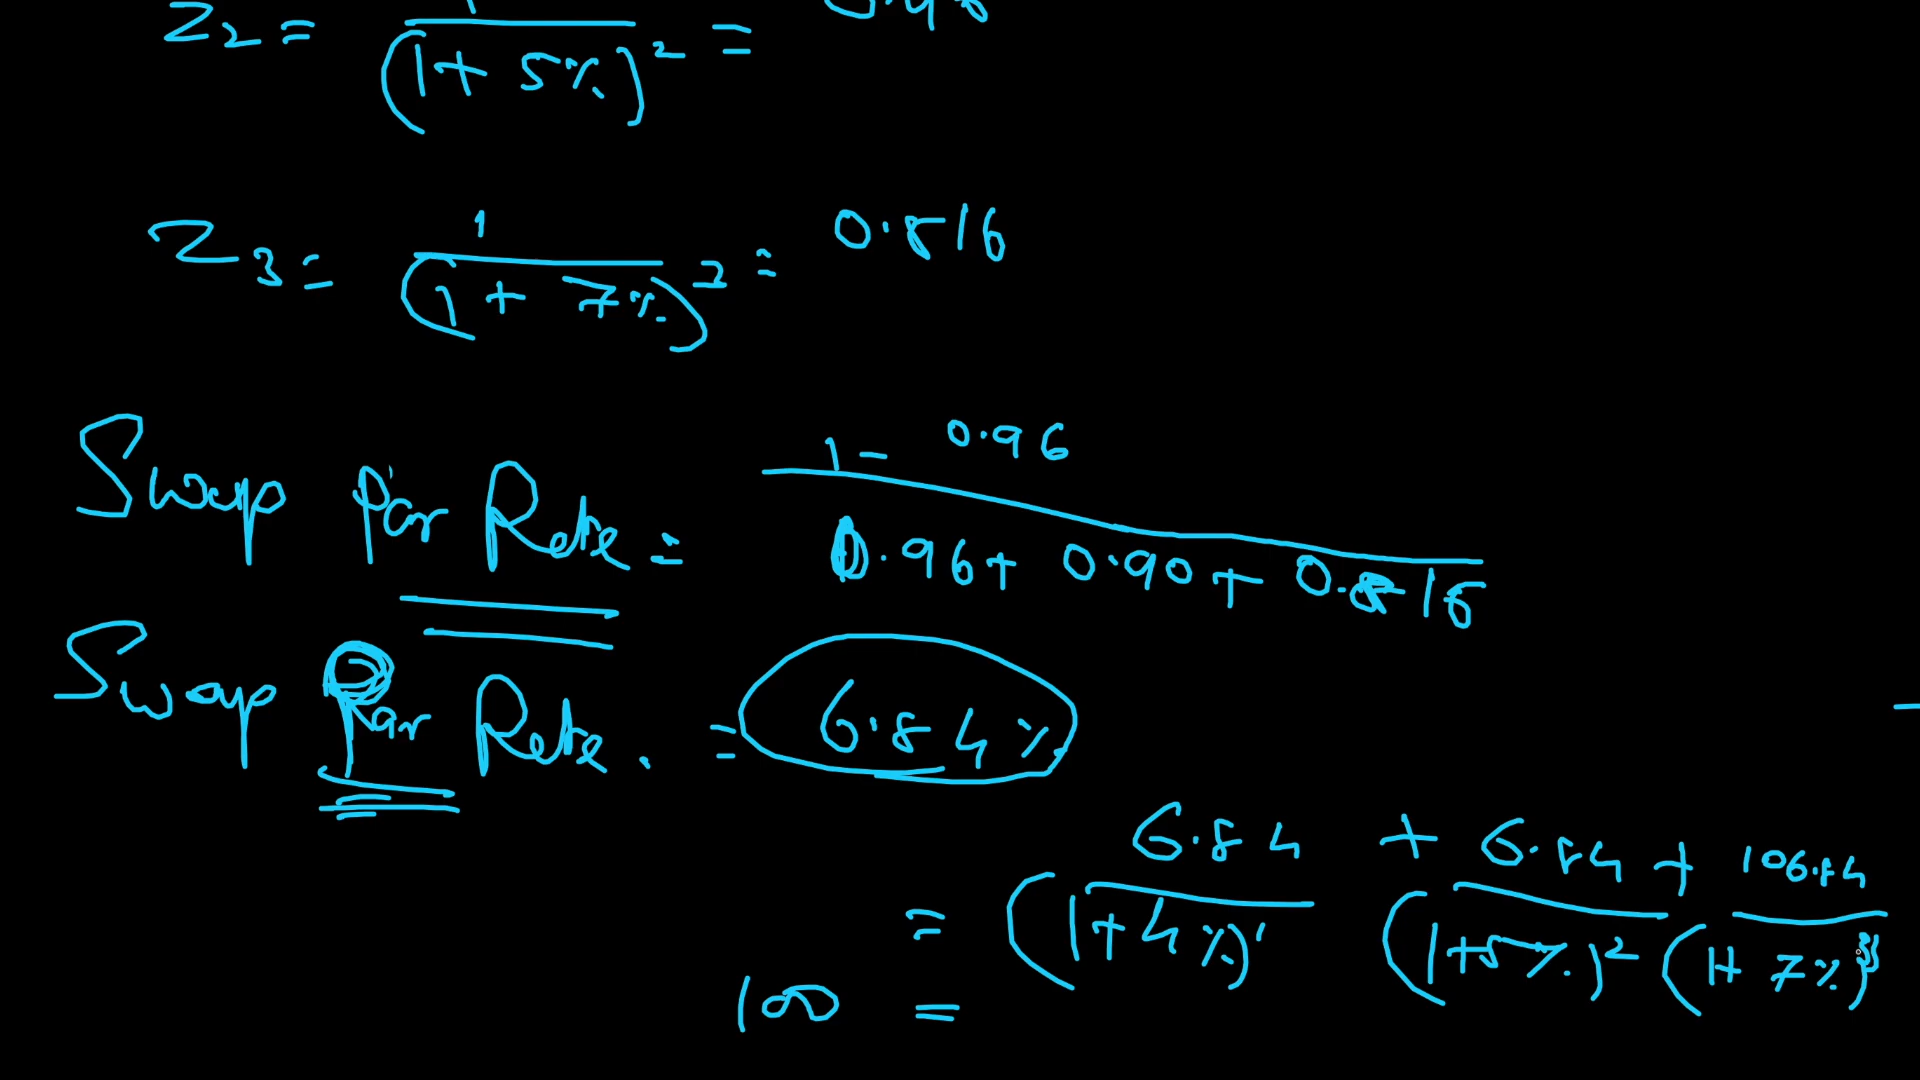 Z2 = 1/(1 + 5%)^2 =
Z3 = 1/(1 + 7%)^3 = 0.816
Swap Par Rate = (1 - 0.96)/(0.96 + 0.90 + 0.816)
Swap Par Rate. = 6.84%
= 6.84/(1+4%)^1 + 6.84/(1+5%)^2 + 106.84/(1+7%)^3
100 =